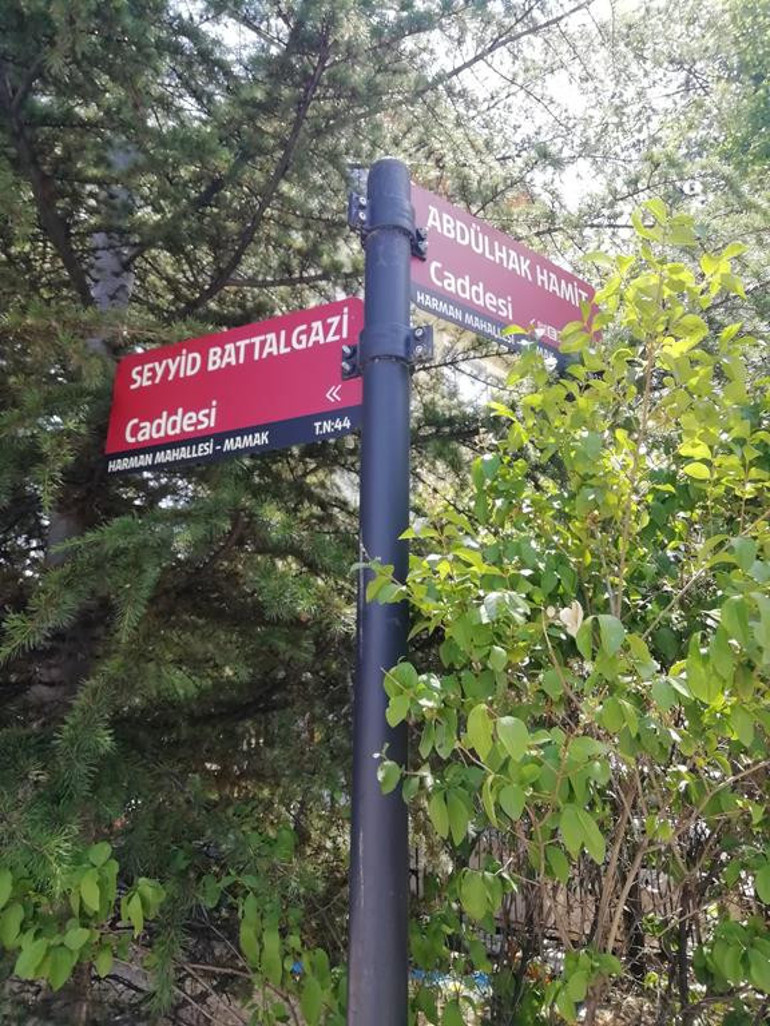 SEYYİD BATTALGAZİ
Caddesi
HARMAN MAHALLESİ - MAMAK
T.N:44
ABDÜLHAK HAMİT
Caddesi
HARMAN MAHALLESİ